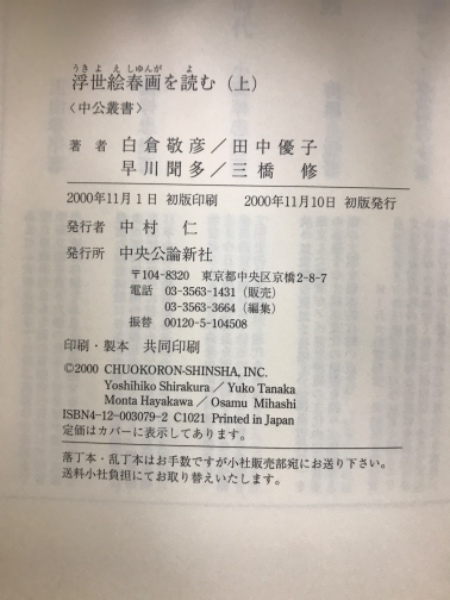 うきよえしゅんが よ
浮世絵春画を読む（上）
〈中公叢書〉
著者 白倉敬彦／田中優子
早川聞多／三橋 修
2000年11月1日 初版印刷 2000年11月10日 初版発行
発行者 中村 仁
発行所 中央公論新社
〒104-8320 東京都中央区京橋2-8-7
電話 03-3563-1431（販売）
03-3563-3664（編集）
振替 00120-5-104508
印刷・製本 共同印刷
©2000 CHUOKORON-SHINSHA, INC.
Yoshihiko Shirakura／Yuko Tanaka
Monta Hayakawa／Osamu Mihashi
ISBN4-12-003079-2 C1021 Printed in Japan
定価はカバーに表示してあります。
落丁本・乱丁本はお手数ですが小社販売部宛にお送り下さい。
送料小社負担にてお取り替えいたします。